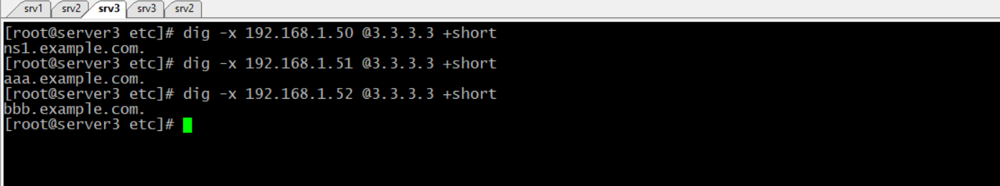 srv1 srv2 srv3 srv3 srv2
[root@server3 etc]# dig -x 192.168.1.50 @3.3.3.3 +short
ns1.example.com.
[root@server3 etc]# dig -x 192.168.1.51 @3.3.3.3 +short
aaa.example.com.
[root@server3 etc]# dig -x 192.168.1.52 @3.3.3.3 +short
bbb.example.com.
[root@server3 etc]#